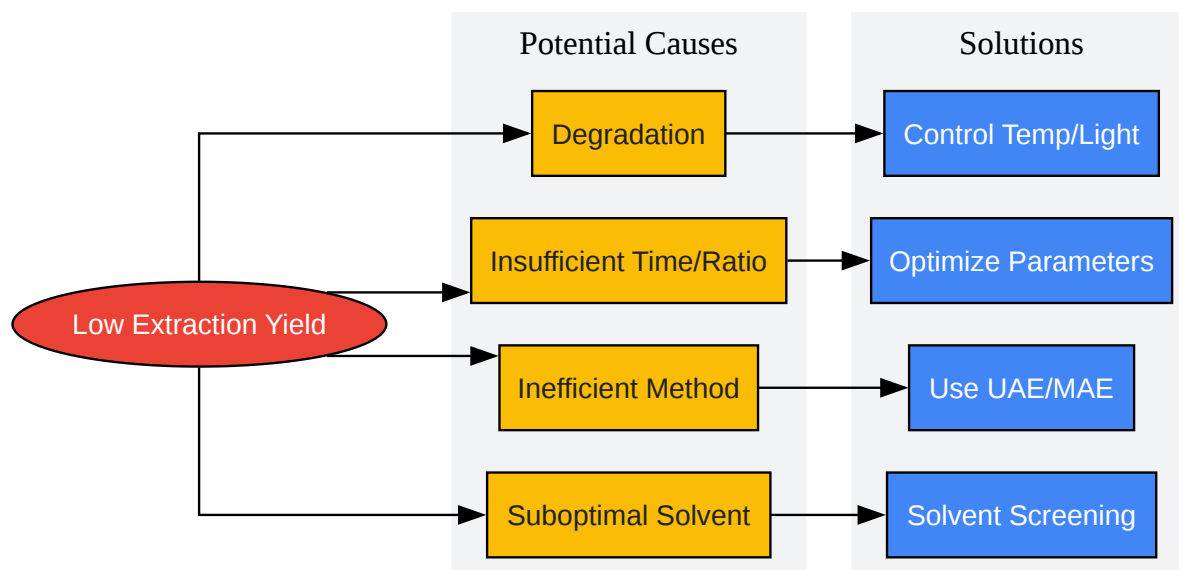 Potential Causes
Solutions
Degradation
Control Temp/Light
Insufficient Time/Ratio
Optimize Parameters
Low Extraction Yield
Inefficient Method
Use UAE/MAE
Suboptimal Solvent
Solvent Screening